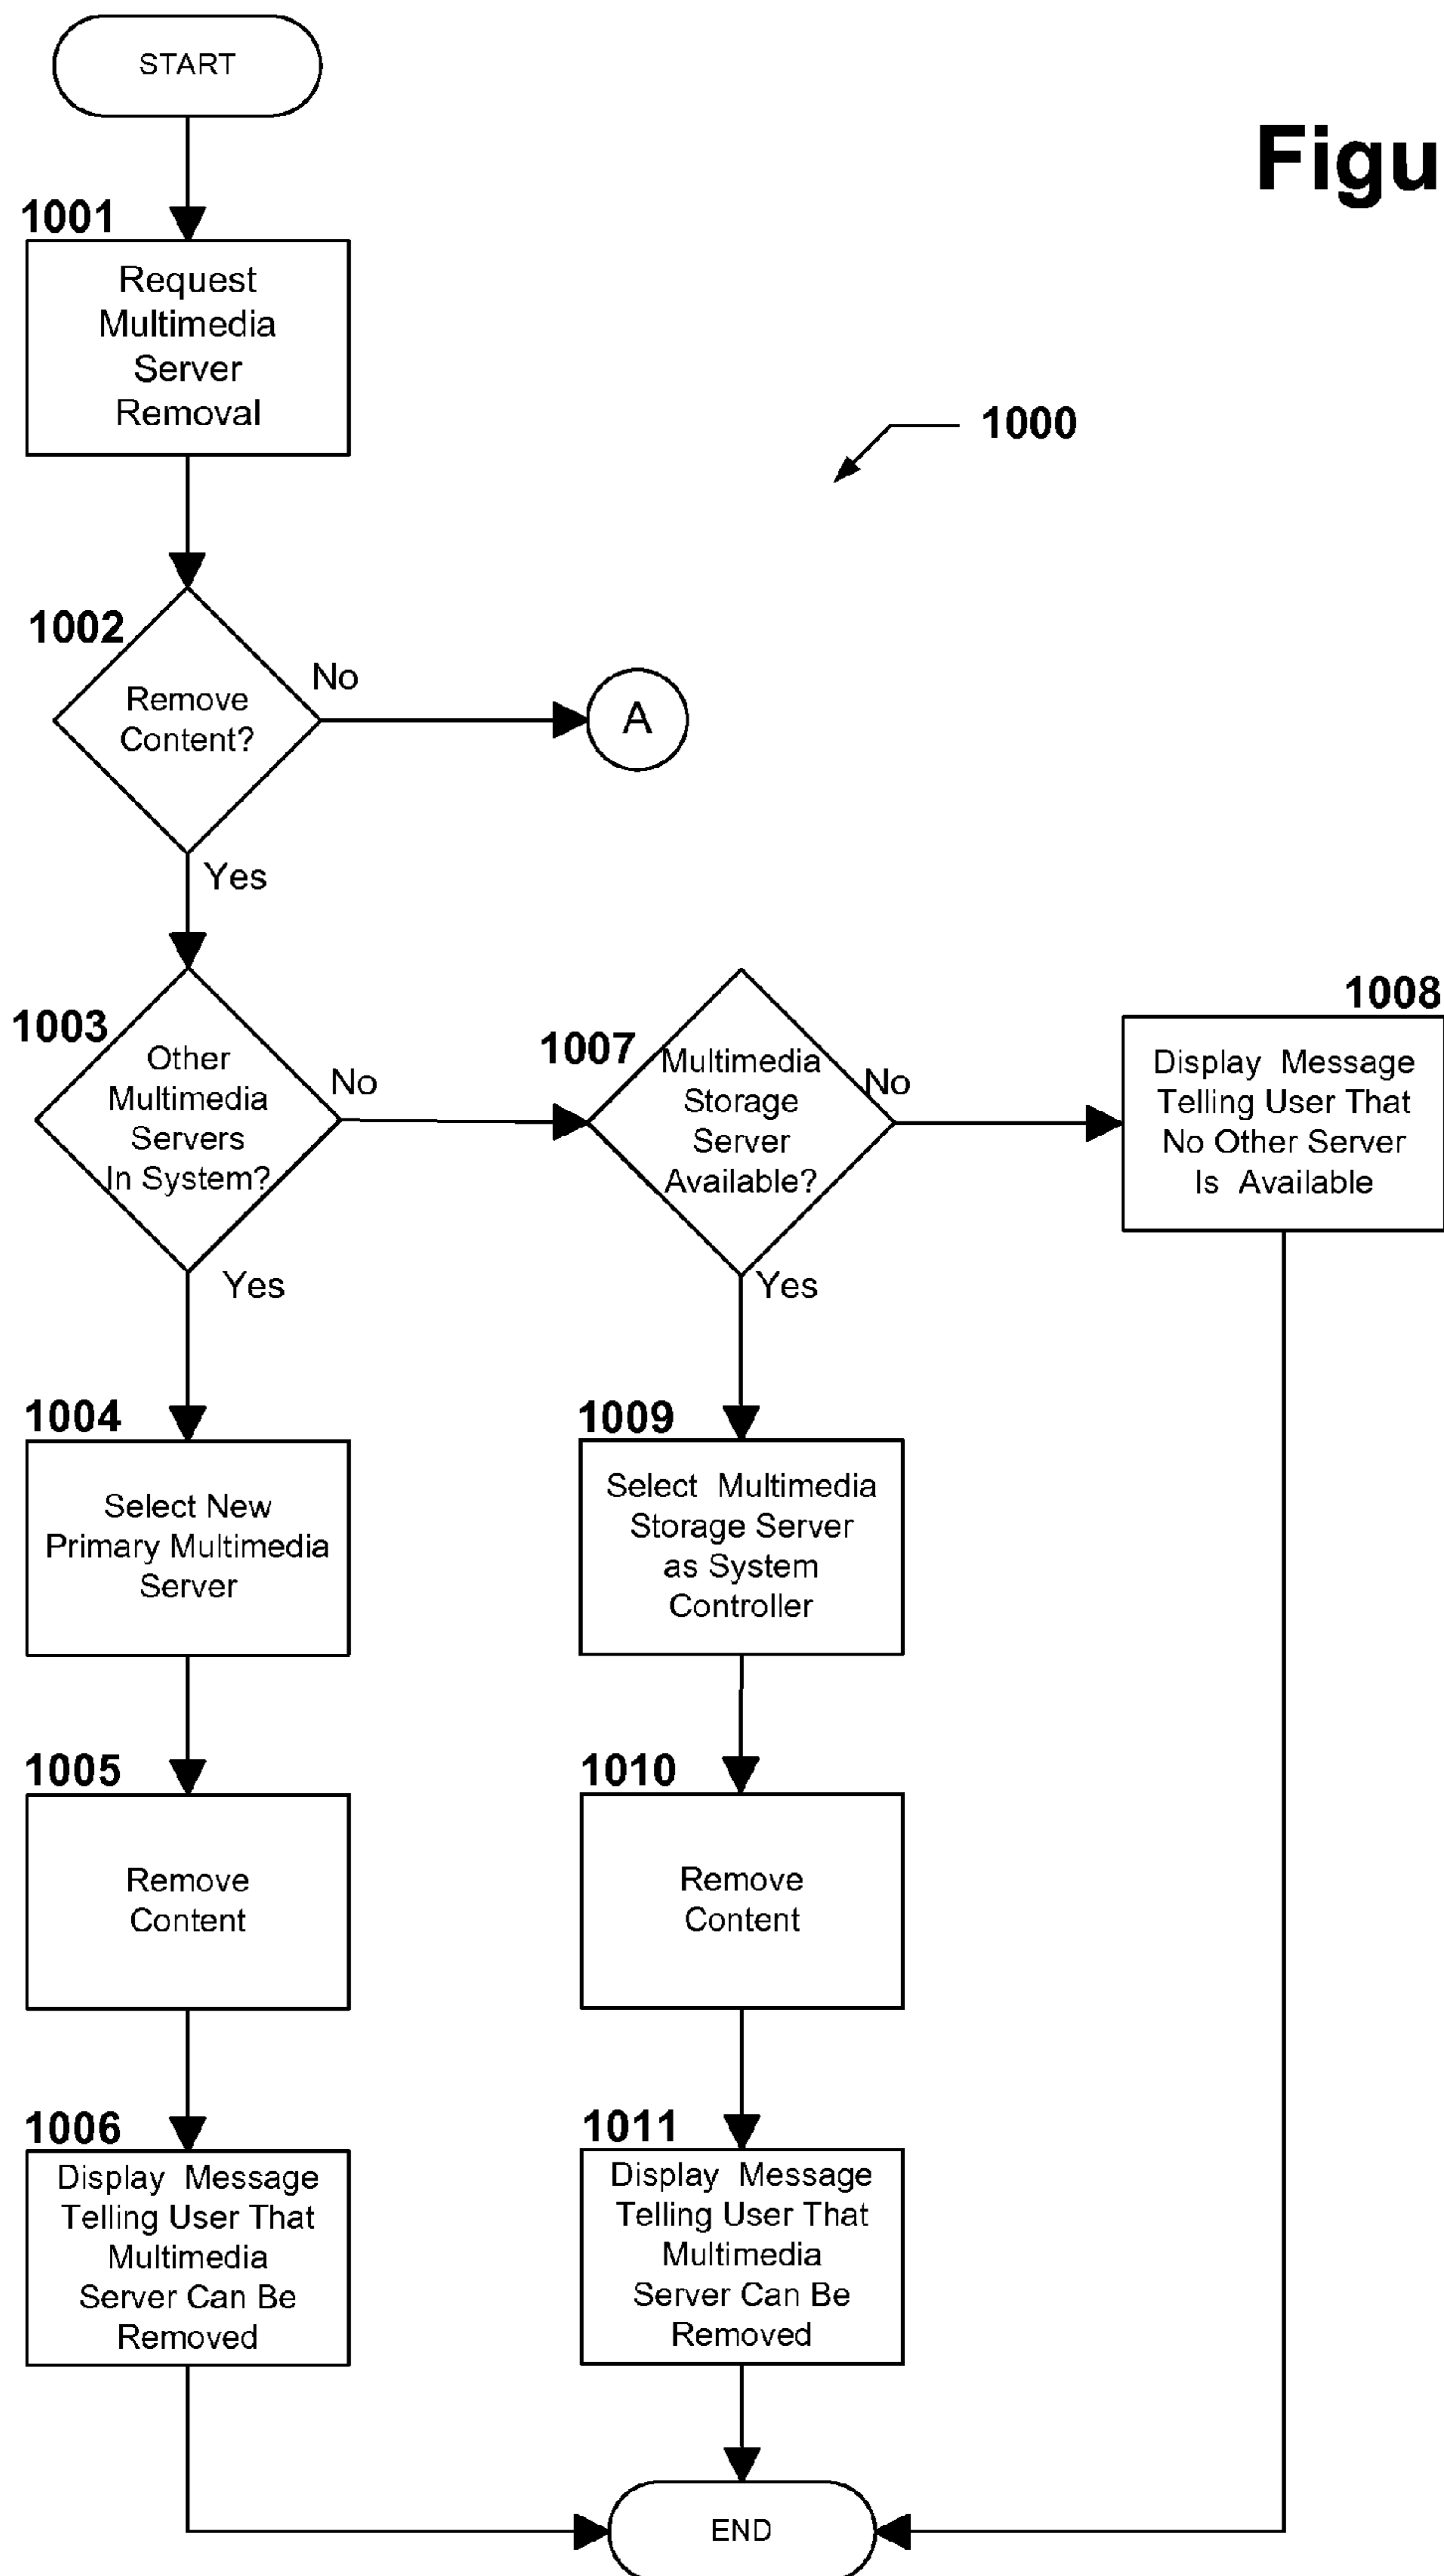 START
Figu
1001
Request
Multimedia
Server
Removal
1000
1002
Remove
Content?
No
A
Yes
1003
Other
Multimedia
Servers
In System?
No
1007
Multimedia
Storage
Server
Available?
No
1008
Display Message
Telling User That
No Other Server
Is Available
Yes
Yes
1004
Select New
Primary Multimedia
Server
1009
Select Multimedia
Storage Server
as System
Controller
1005
Remove
Content
1010
Remove
Content
1006
Display Message
Telling User That
Multimedia
Server Can Be
Removed
1011
Display Message
Telling User That
Multimedia
Server Can Be
Removed
END